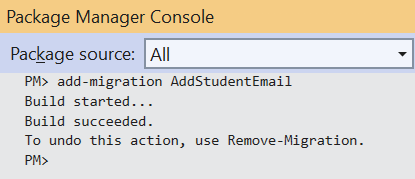 Package Manager Console
Package source: All
PM> add-migration AddStudentEmail
Build started...
Build succeeded.
To undo this action, use Remove-Migration.
PM>